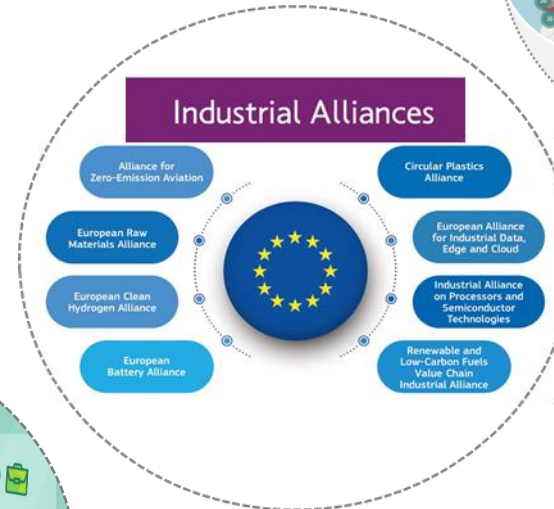 Industrial Alliances
Alliance for
Zero-Emission Aviation
European Raw
Materials Alliance
European Clean
Hydrogen Alliance
European
Battery Alliance
Circular Plastics
Alliance
European Alliance
for Industrial Data,
Edge and Cloud
Industrial Alliance
on Processors and
Semiconductor
Technologies
Renewable and
Low-Carbon Fuels
Value Chain
Industrial Alliance